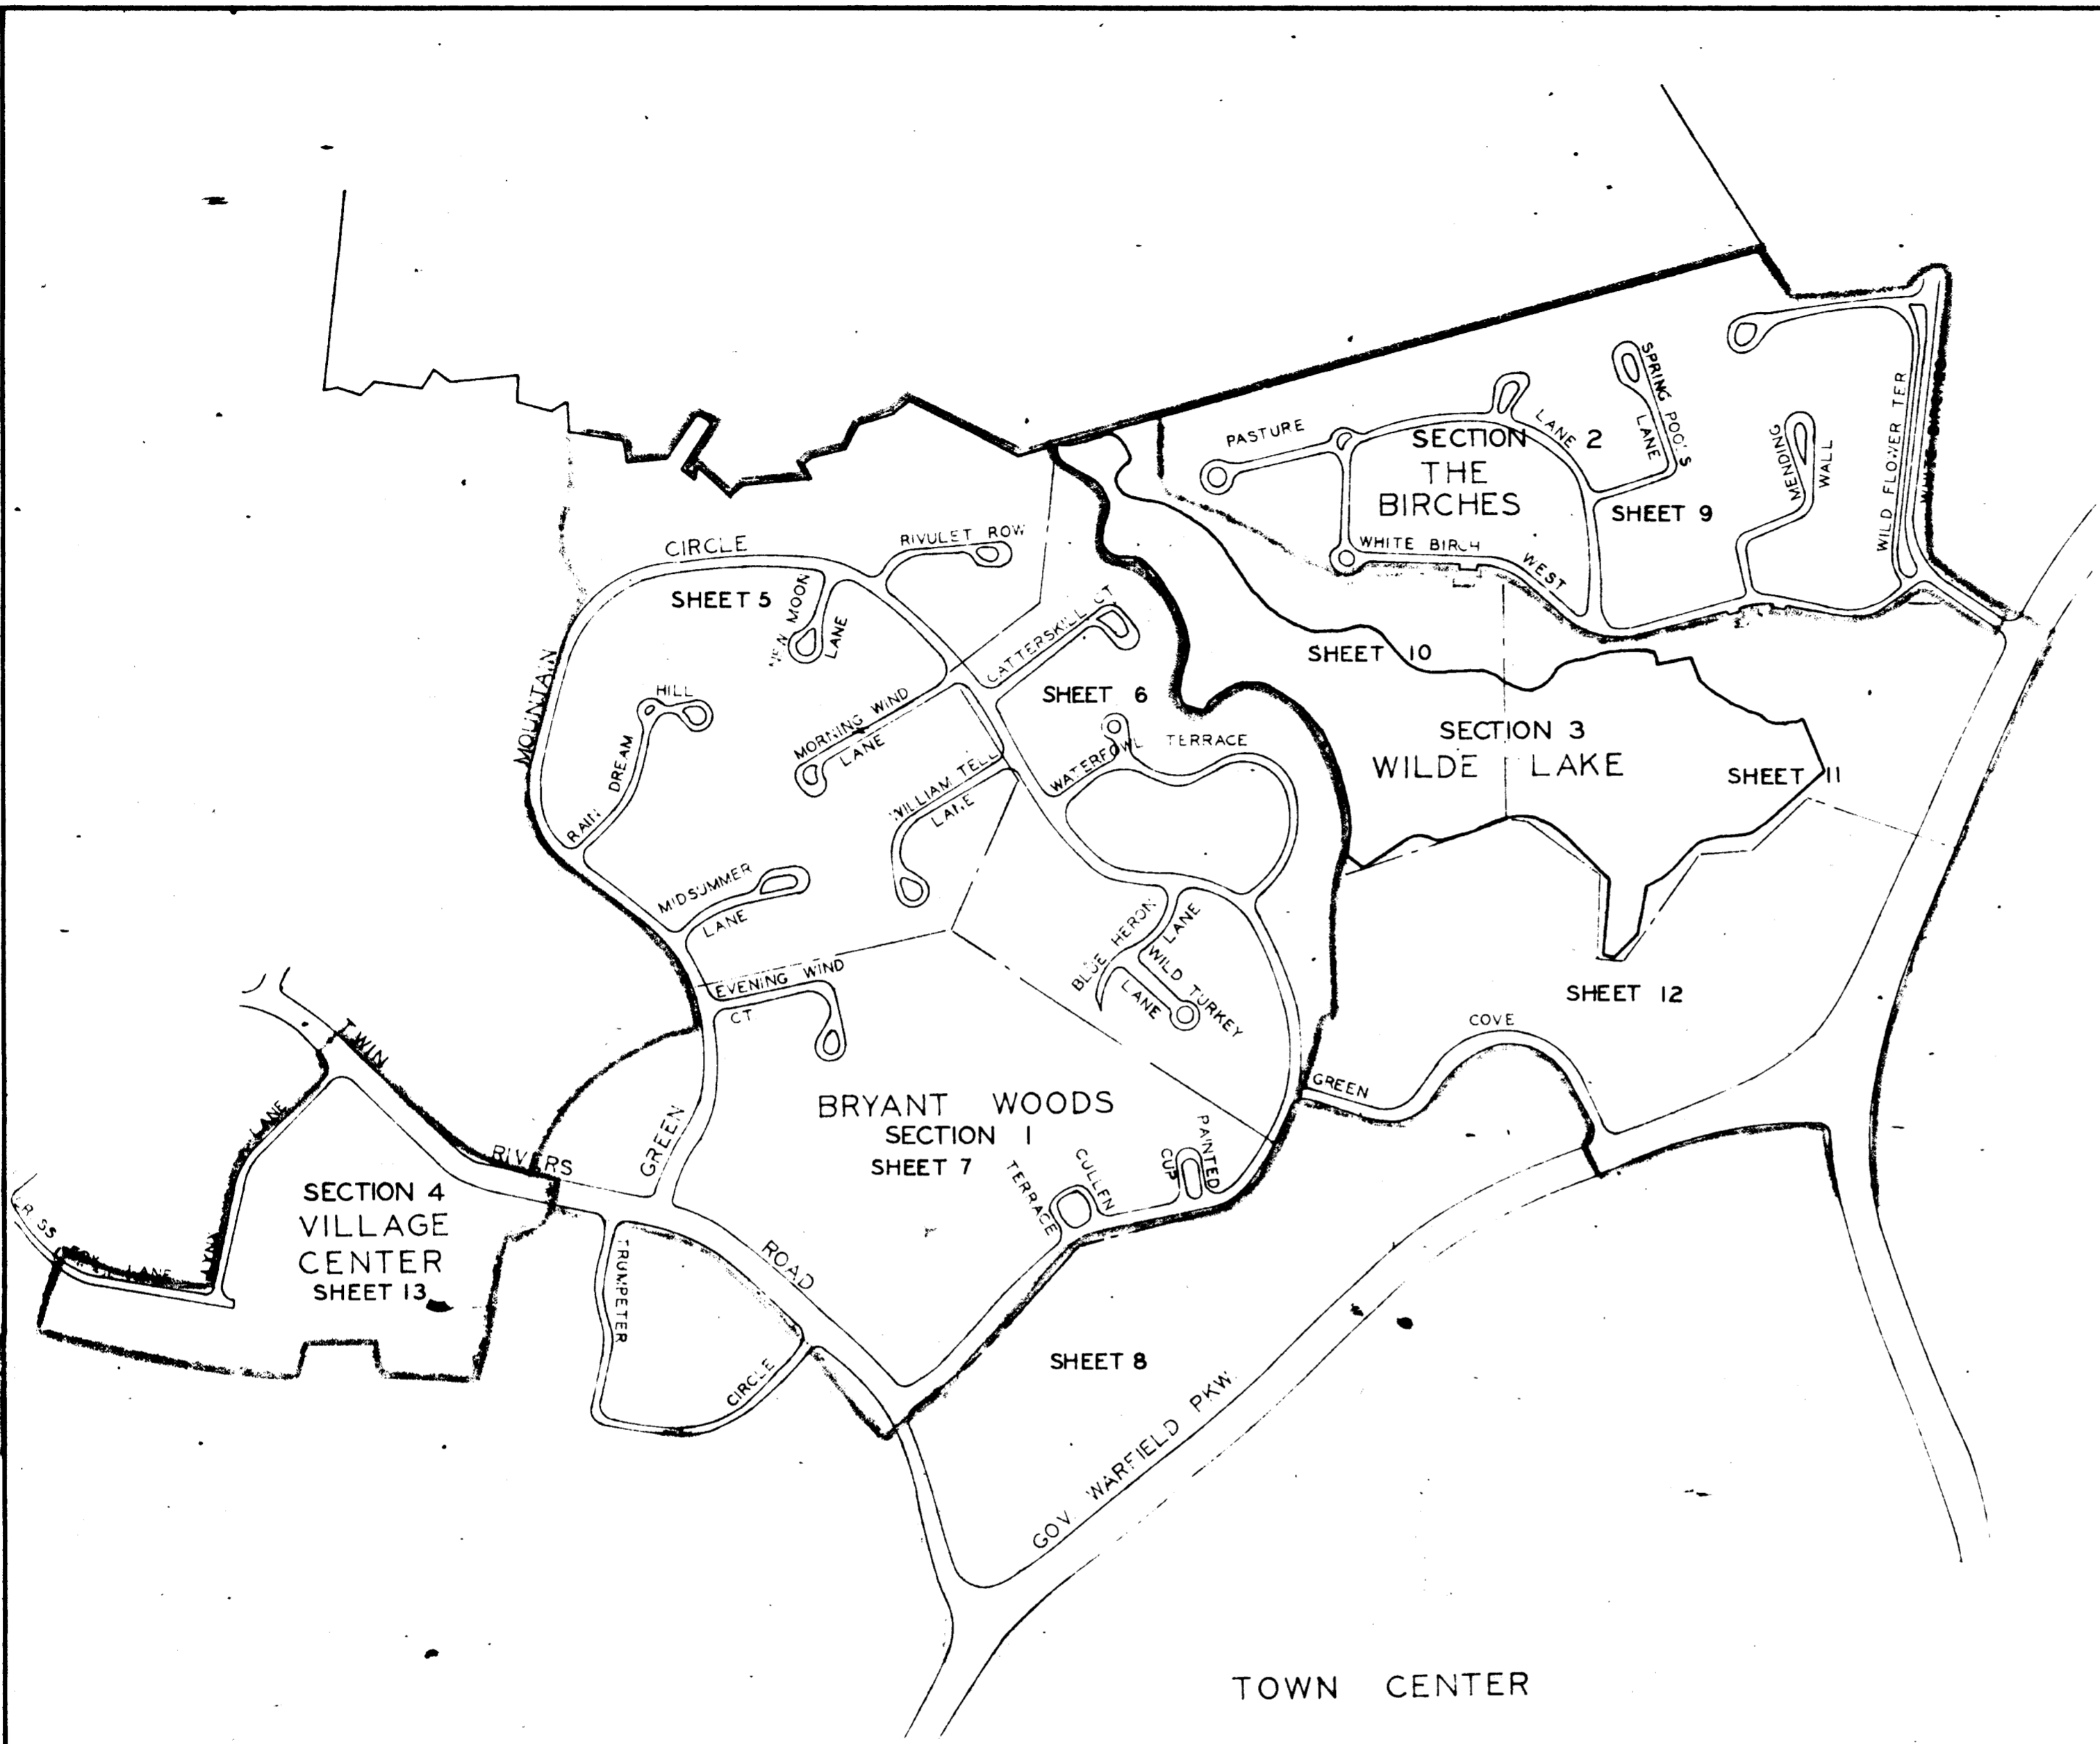 PASTURE
LANE
SECTION 2
THE
BIRCHES
SPRING POOLS
LANE
SHEET 9
MENDING
WALL
WILD FLOWER TER
WHITE BIRCH
WEST
CIRCLE
RIVULET ROW
SHEET 5
MOON
LANE
CATTERSKILL CT
SHEET 10
MOUNTAIN
HILL
DREAM
RAIN
MORNING WIND
LANE
SHEET 6
WATERFOWL TERRACE
SECTION 3
WILDE LAKE
SHEET 11
WILLIAM TELL
LANE
MIDSUMMER
LANE
BLUE HERON
LANE
WILD TURKEY
LANE
EVENING WIND
CT
SHEET 12
COVE
GREEN
TWIN
RIVERS
ROAD
LANE
LYNX
LANE
GREEN
BRYANT WOODS
SECTION 1
SHEET 7
TERRACE
CULLEN
CUP
PAINTED
SECTION 4
VILLAGE
CENTER
SHEET 13
TRUMPETER
CIRCLE
SHEET 8
GOV. WARFIELD PKW.
TOWN CENTER